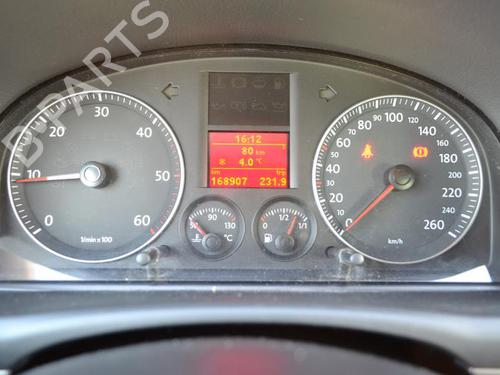 B-PARTS
10 20 30 40 50 60 0
1/min x 100
16:12
80 km
4.0 °C
km trip
168907 231.9
50 90 130
°C
0 1/2 1/1
0 20 40 60 80 100 120 140 160 180 200 220 240 260
km/h